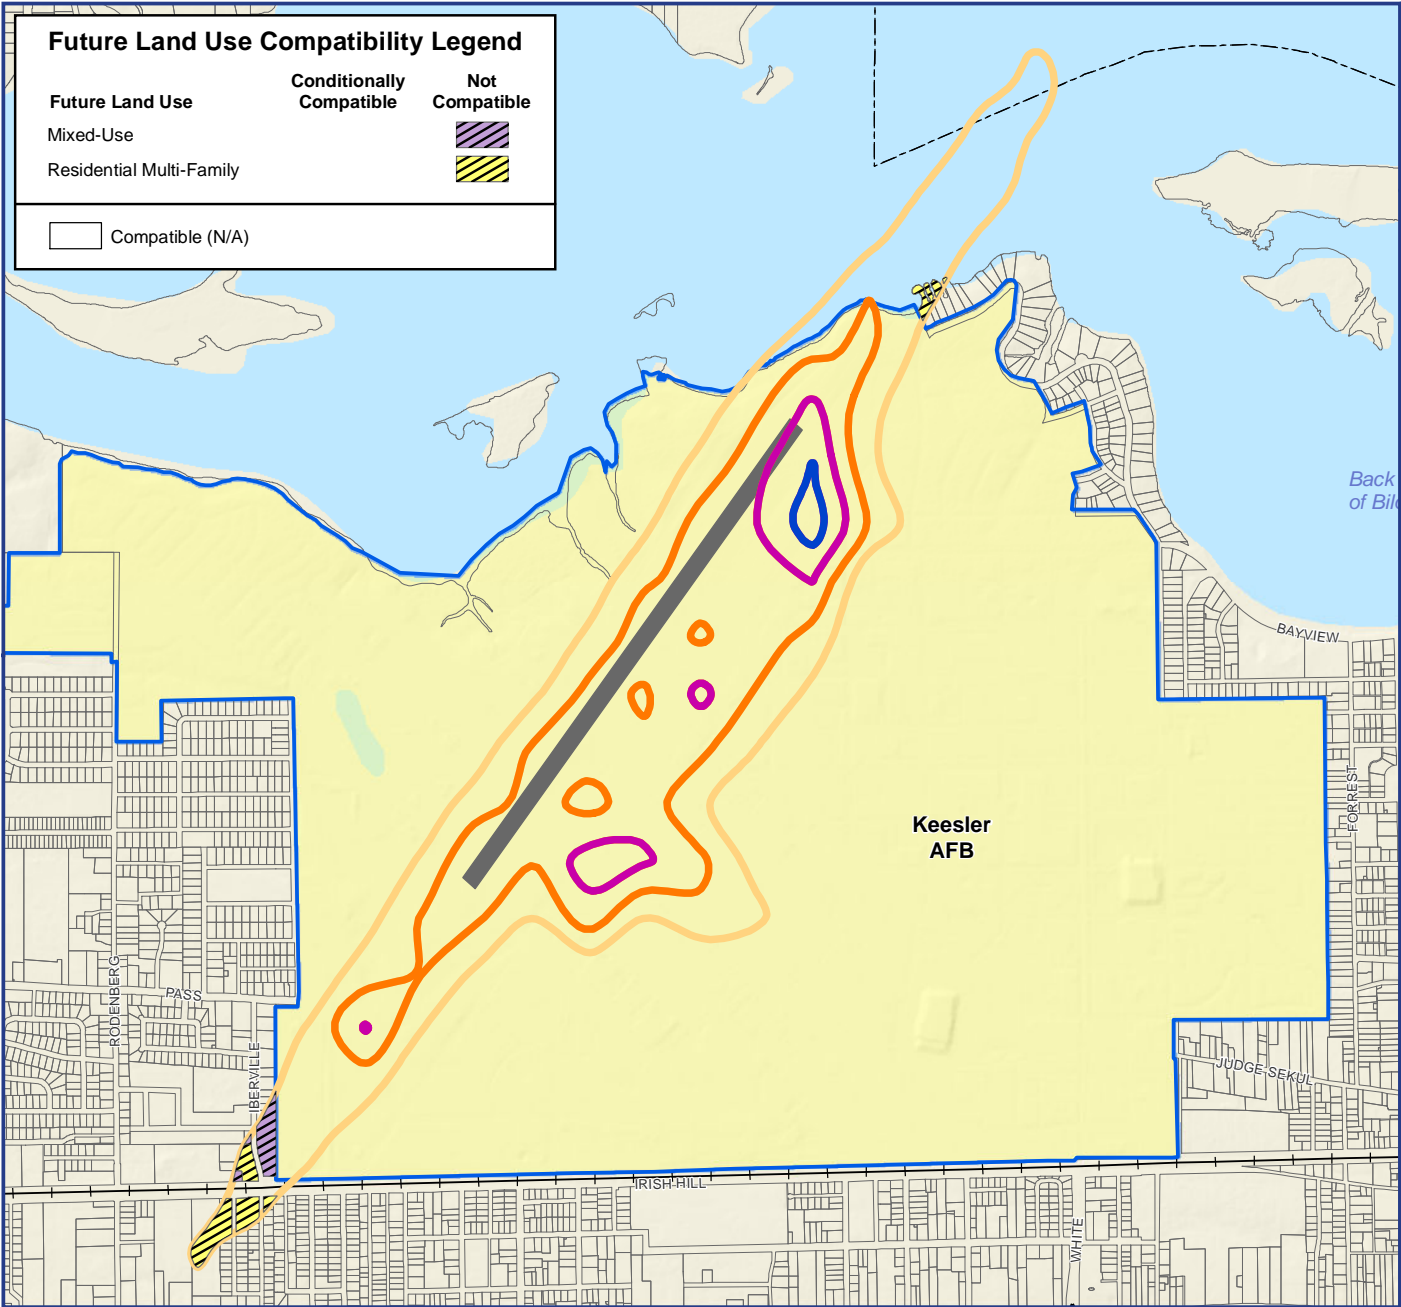 Future Land Use Compatibility Legend
Future Land Use
Conditionally
Compatible
Not
Compatible
Mixed-Use
Residential Multi-Family
Compatible (N/A)
Back
of Bil
BAYVIEW
FORREST
Keesler
AFB
RODENBERG
PASS
IBERVILLE
JUDGE SEKUL
IRISH HILL
WHITE